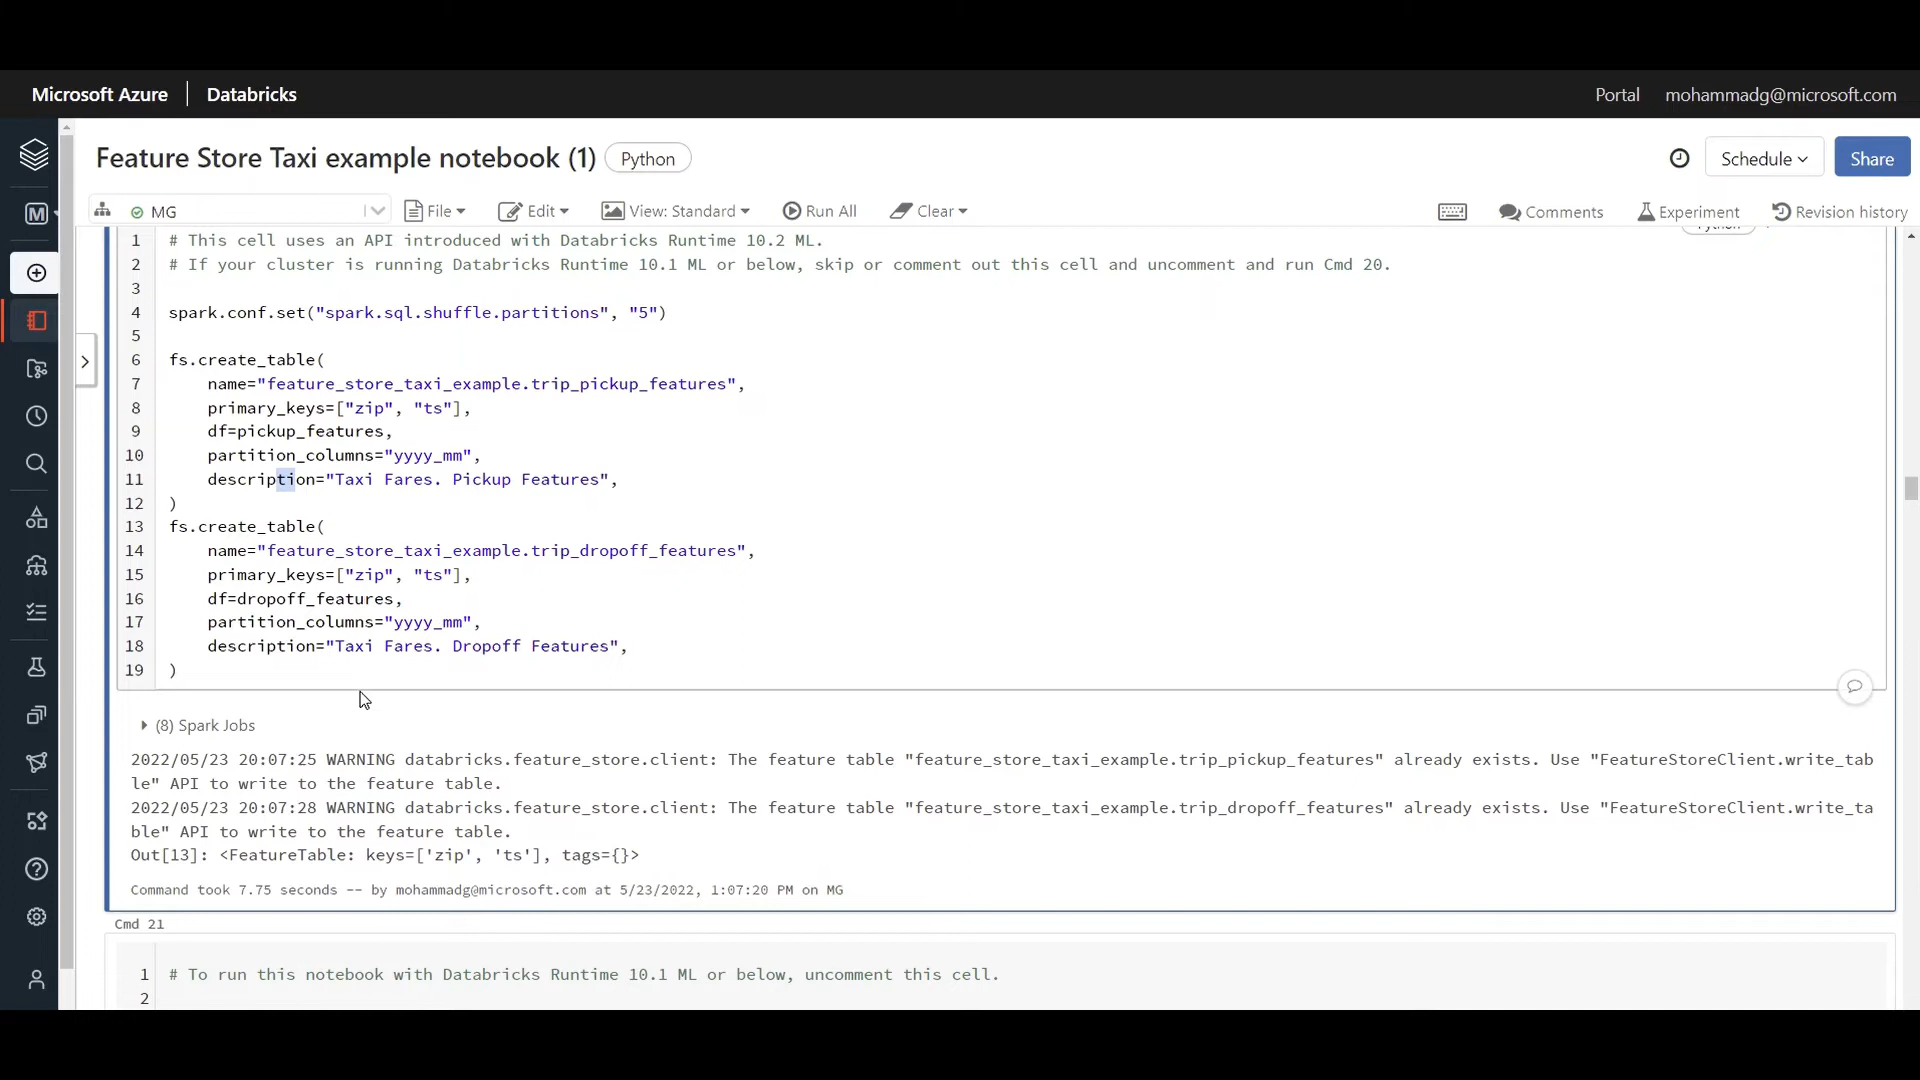 Microsoft Azure Databricks Portal mohammadg@microsoft.com
Feature Store Taxi example notebook (1) Python Schedule Share
M MG File Edit View: Standard Run All Clear Comments Experiment Revision history
Python
1 # This cell uses an API introduced with Databricks Runtime 10.2 ML.
2 # If your cluster is running Databricks Runtime 10.1 ML or below, skip or comment out this cell and uncomment and run Cmd 20.
3
4 spark.conf.set("spark.sql.shuffle.partitions", "5")
5
6 fs.create_table(
7 name="feature_store_taxi_example.trip_pickup_features",
8 primary_keys=["zip", "ts"],
9 df=pickup_features,
10 partition_columns="yyyy_mm",
11 description="Taxi Fares. Pickup Features",
12 )
13 fs.create_table(
14 name="feature_store_taxi_example.trip_dropoff_features",
15 primary_keys=["zip", "ts"],
16 df=dropoff_features,
17 partition_columns="yyyy_mm",
18 description="Taxi Fares. Dropoff Features",
19 )
(8) Spark Jobs
2022/05/23 20:07:25 WARNING databricks.feature_store.client: The feature table "feature_store_taxi_example.trip_pickup_features" already exists. Use "FeatureStoreClient.write_tab
le" API to write to the feature table.
2022/05/23 20:07:28 WARNING databricks.feature_store.client: The feature table "feature_store_taxi_example.trip_dropoff_features" already exists. Use "FeatureStoreClient.write_ta
ble" API to write to the feature table.
Out[13]: <FeatureTable: keys=['zip', 'ts'], tags={}>
Command took 7.75 seconds -- by mohammadg@microsoft.com at 5/23/2022, 1:07:20 PM on MG
Cmd 21
1 # To run this notebook with Databricks Runtime 10.1 ML or below, uncomment this cell.
2